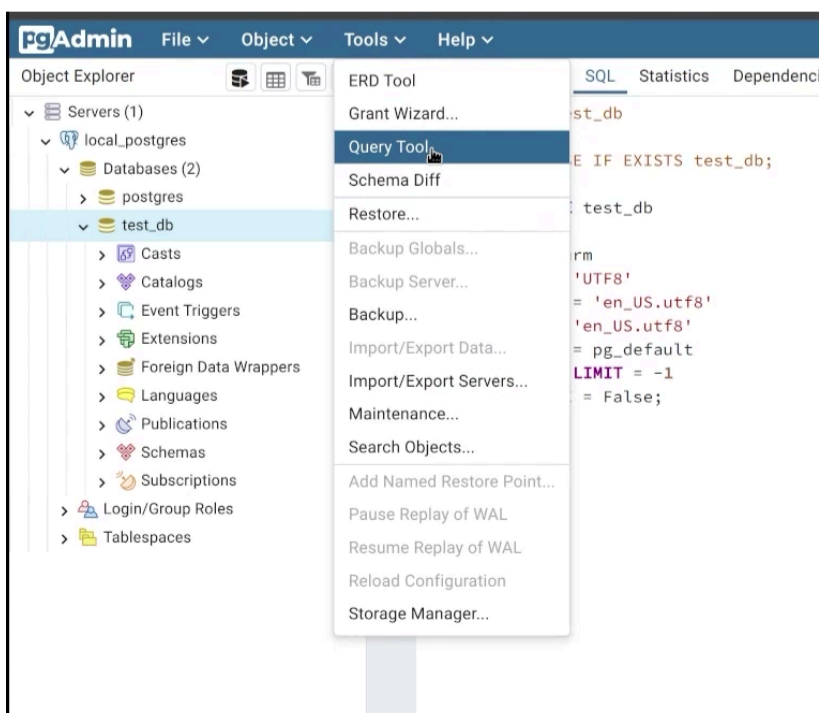 pgAdmin File Object Tools Help
Object Explorer
SQL Statistics Dependenci
Servers (1)
local_postgres
Databases (2)
postgres
test_db
Casts
Catalogs
Event Triggers
Extensions
Foreign Data Wrappers
Languages
Publications
Schemas
Subscriptions
Login/Group Roles
Tablespaces
ERD Tool
Grant Wizard...
Query Tool
Schema Diff
Restore...
Backup Globals...
Backup Server...
Backup...
Import/Export Data...
Import/Export Servers...
Maintenance...
Search Objects...
Add Named Restore Point...
Pause Replay of WAL
Resume Replay of WAL
Reload Configuration
Storage Manager...
st_db
E IF EXISTS test_db;
test_db
rm
'UTF8'
= 'en_US.utf8'
'en_US.utf8'
= pg_default
LIMIT = -1
= False;